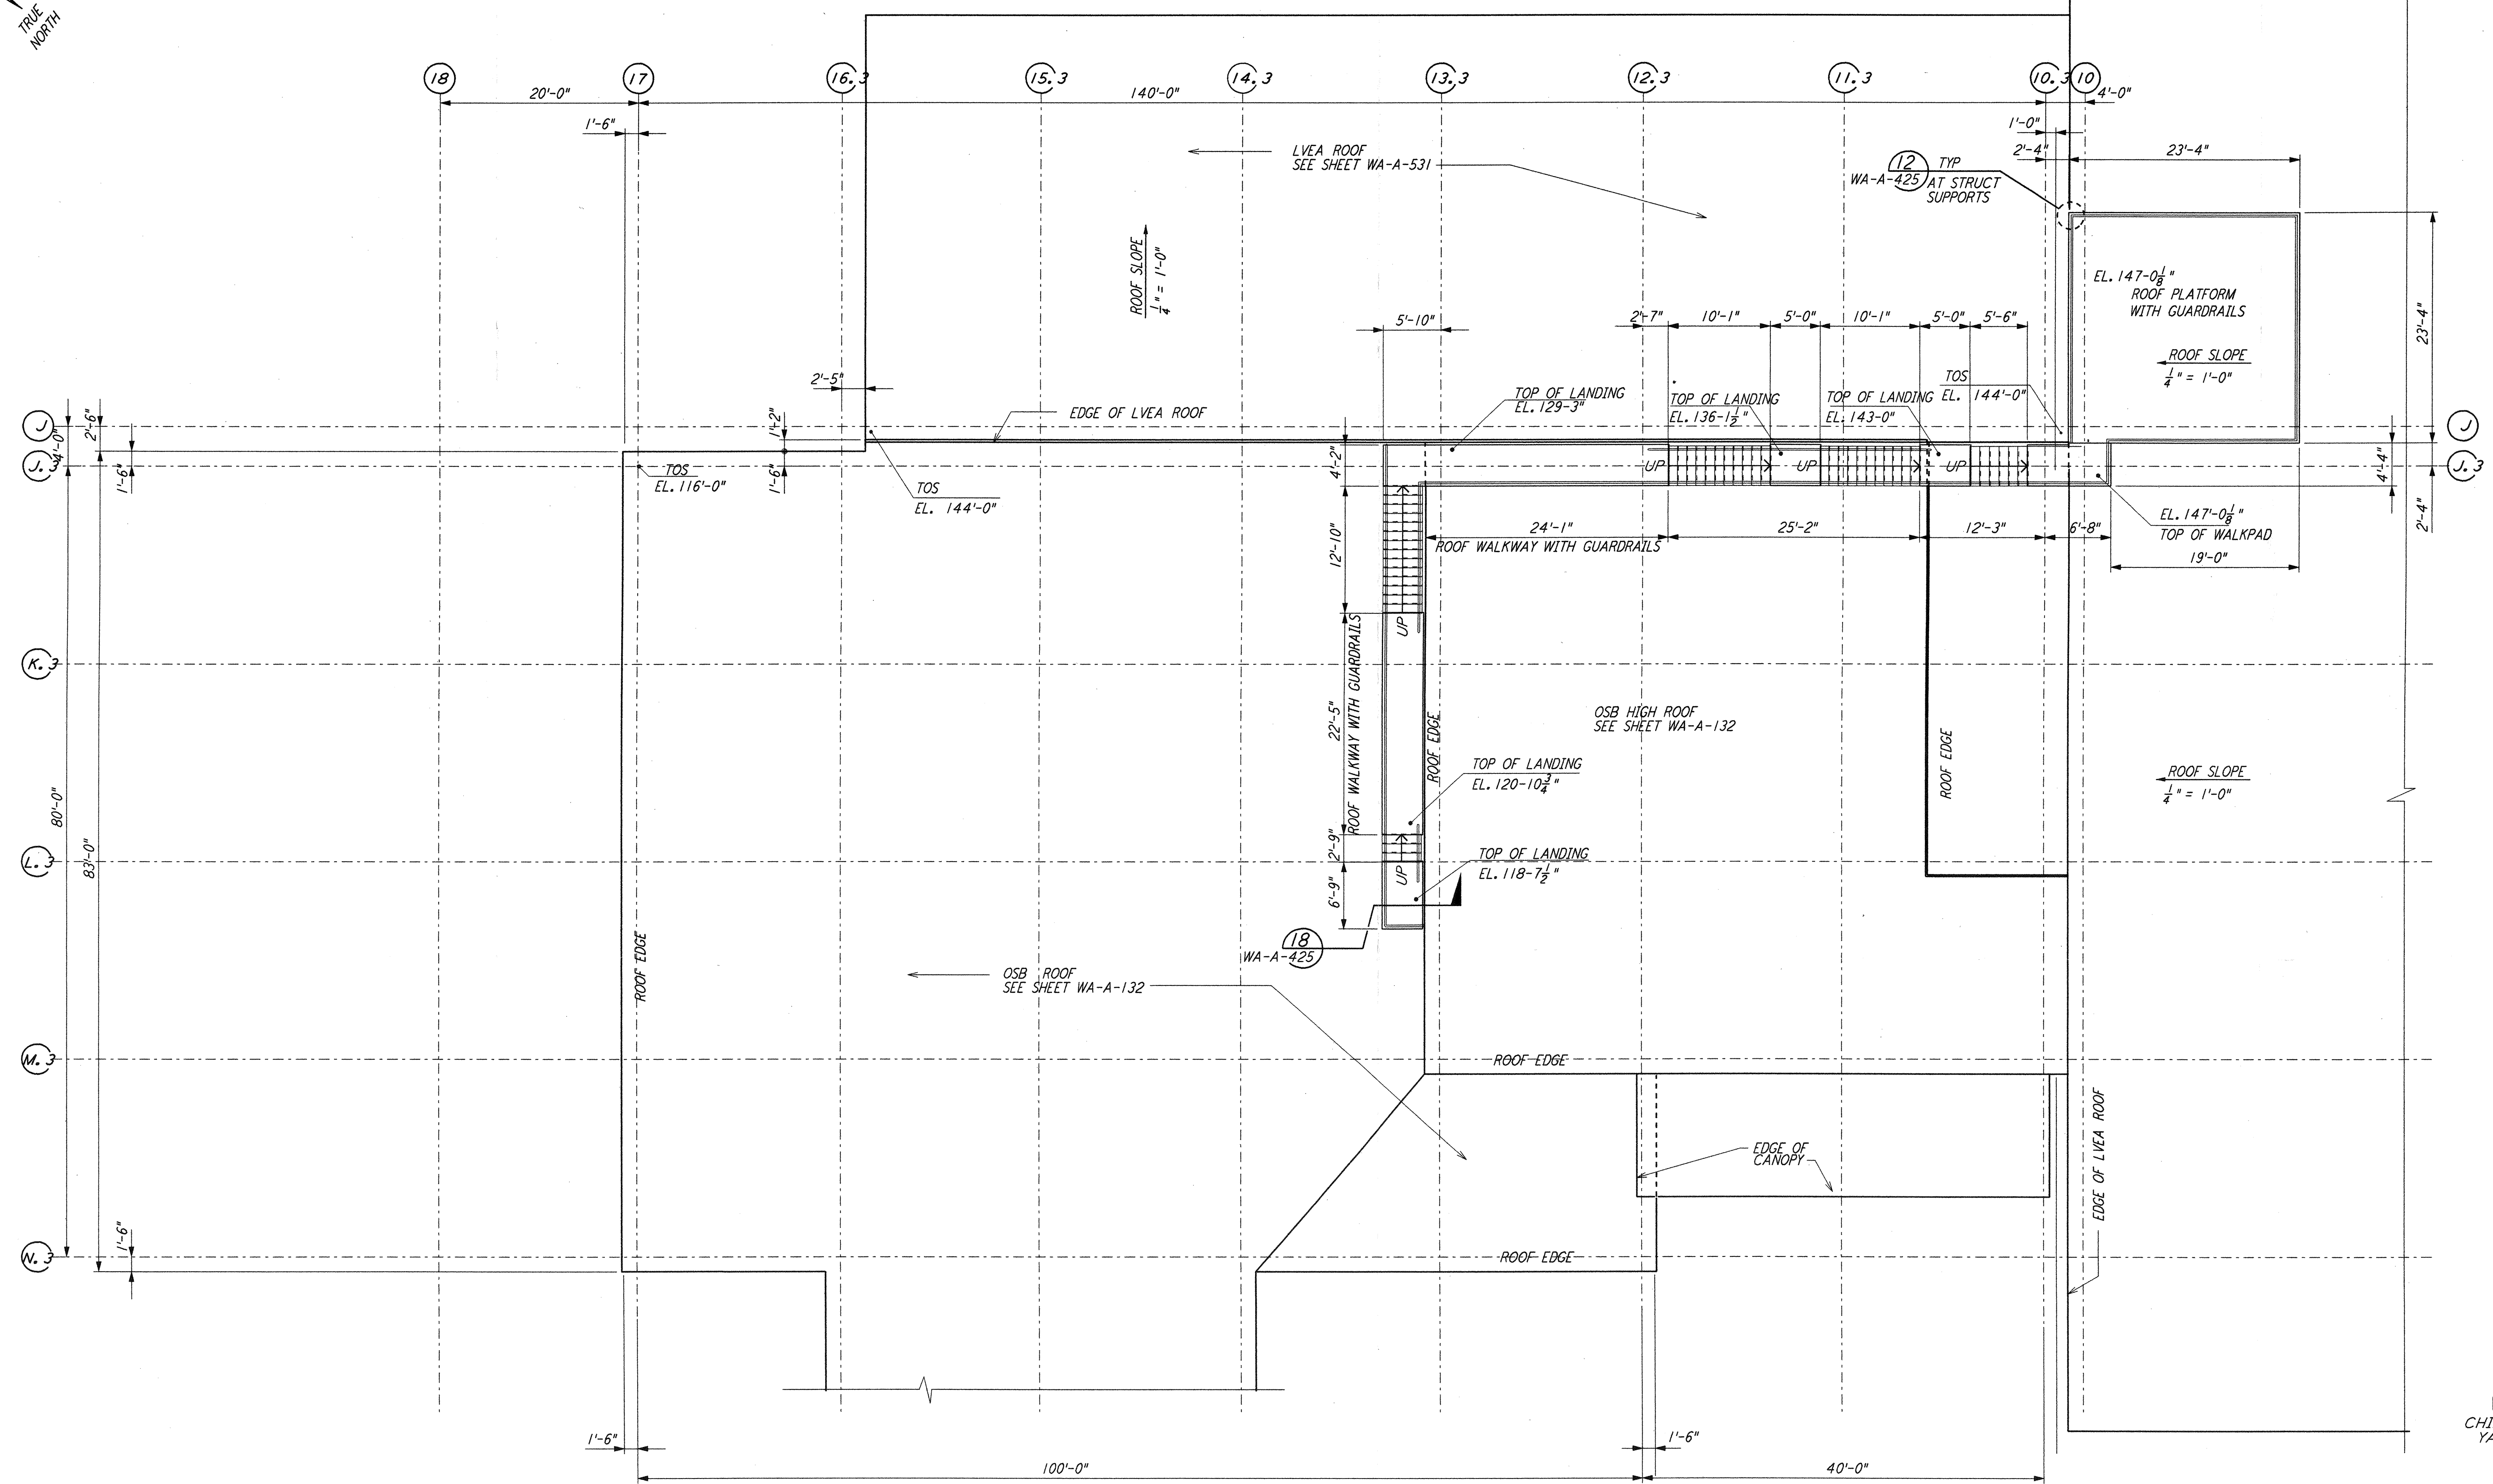 TRUE
NORTH
18
17
16.3
15.3
14.3
13.3
12.3
11.3
10.3
10
20'-0"
140'-0"
4'-0"
1'-6"
1'-0"
2'-4"
23'-4"
LVEA ROOF
SEE SHEET WA-A-531
12
WA-A-425
TYP
AT STRUCT
SUPPORTS
ROOF SLOPE
1/4" = 1'-0"
EL. 147-0 1/8"
ROOF PLATFORM
WITH GUARDRAILS
ROOF SLOPE
1/4" = 1'-0"
23'-4"
5'-10"
2'-7"
10'-1"
5'-0"
10'-1"
5'-0"
5'-6"
2'-5"
TOS
EL. 144'-0"
TOP OF LANDING
EL. 129-3"
TOP OF LANDING
EL. 136-1 1/2"
TOP OF LANDING
EL. 143-0"
EDGE OF LVEA ROOF
J
J
2'-6"
4'-0"
1'-2"
J.3
J.3
1'-6"
1'-6"
4'-2"
4'-4"
2'-4"
UP
UP
UP
TOS
EL. 116'-0"
TOS
EL. 144'-0"
EL. 147'-0 1/8"
TOP OF WALKPAD
24'-1"
25'-2"
12'-3"
6'-8"
19'-0"
ROOF WALKWAY WITH GUARDRAILS
12'-10"
UP
K.3
ROOF WALKWAY WITH GUARDRAILS
22'-5"
ROOF EDGE
OSB HIGH ROOF
SEE SHEET WA-A-132
ROOF EDGE
ROOF SLOPE
1/4" = 1'-0"
TOP OF LANDING
EL. 120-10 3/4"
80'-0"
83'-0"
L.3
2'-9"
TOP OF LANDING
EL. 118-7 1/2"
UP
6'-9"
18
WA-A-425
ROOF EDGE
OSB ROOF
SEE SHEET WA-A-132
M.3
ROOF EDGE
EDGE OF
CANOPY
EDGE OF LVEA ROOF
1'-6"
N.3
ROOF EDGE
1'-6"
1'-6"
100'-0"
40'-0"
CHI